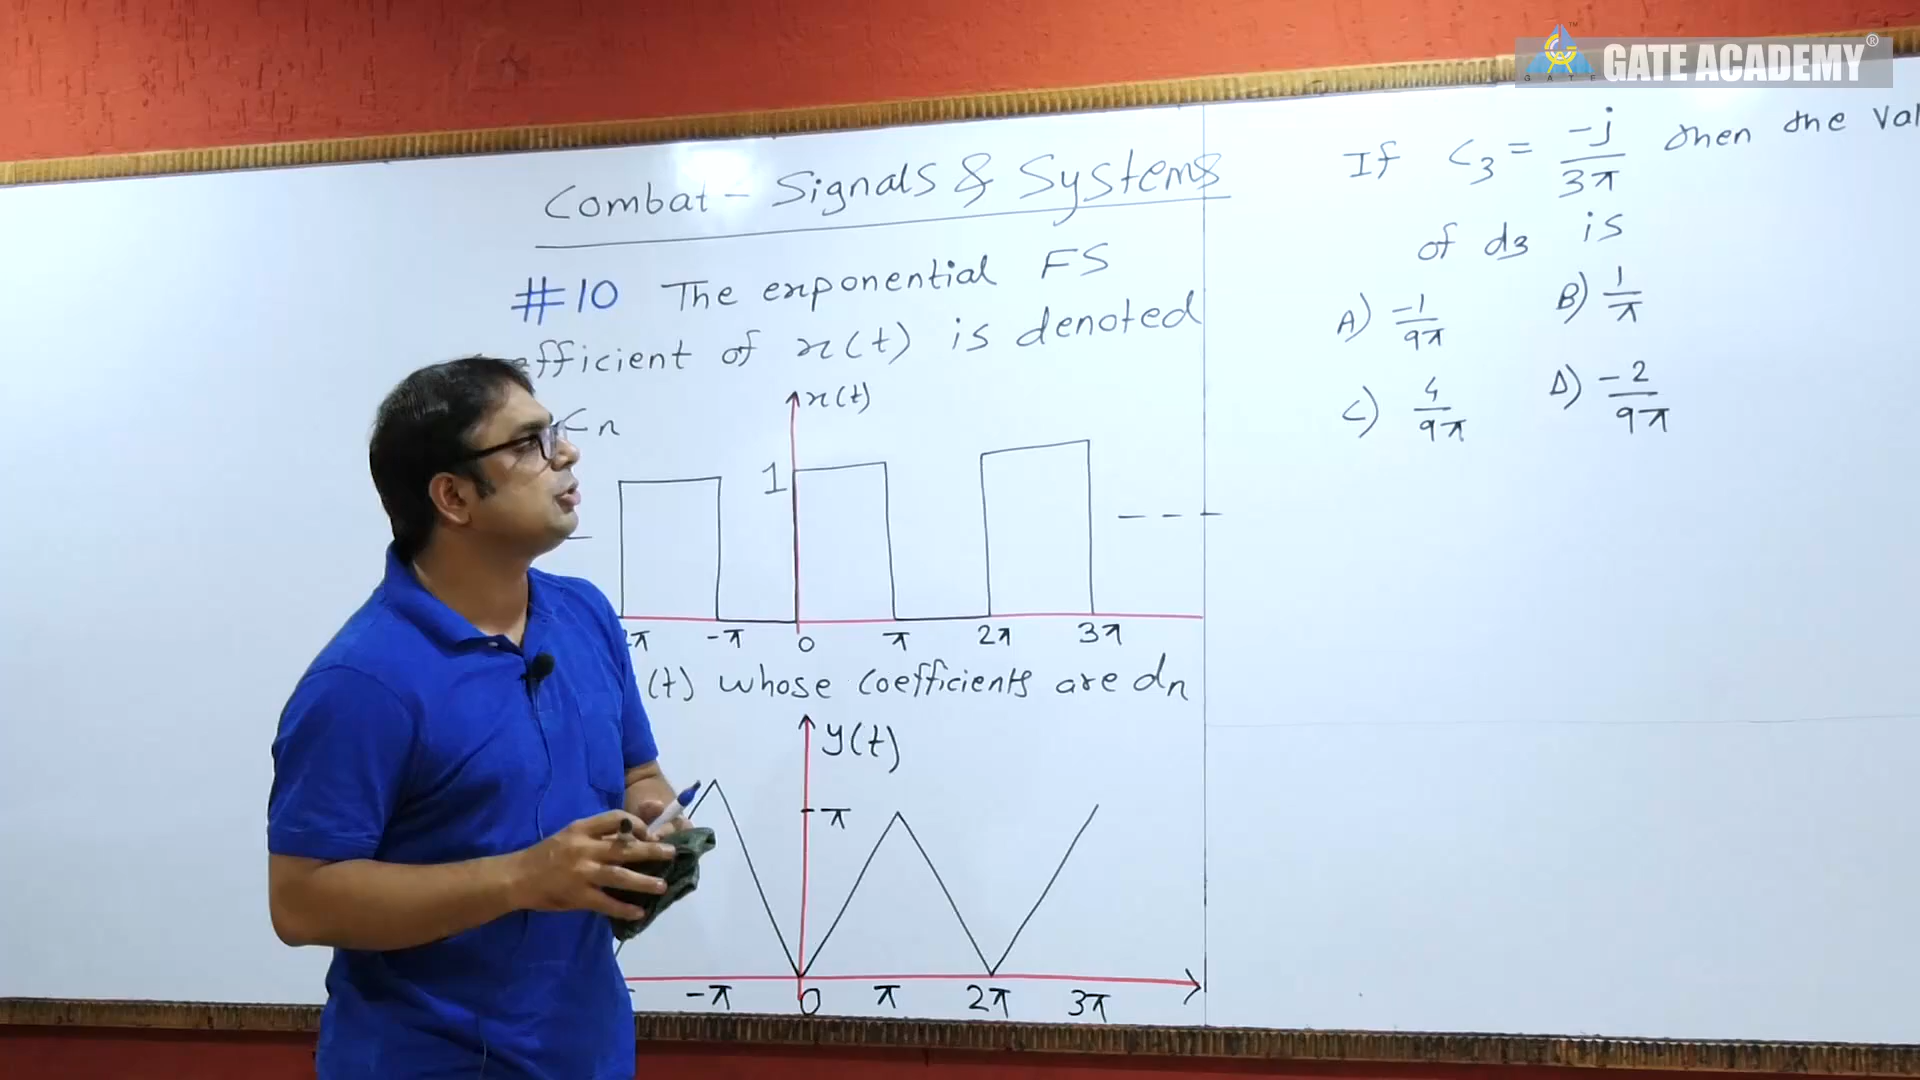 GATE ACADEMY®
GATE
Combat - Signals & Systems
#10 The exponential FS
efficient of x(t) is denoted
Cn
x(t)
1
2π -π 0 π 2π 3π
(t) whose coefficients are dn
y(t)
π
-π 0 π 2π 3π
If C3 = -j/3π then the Val
of d3 is
A) -1/9π B) 1/π
C) 4/9π D) -2/9π